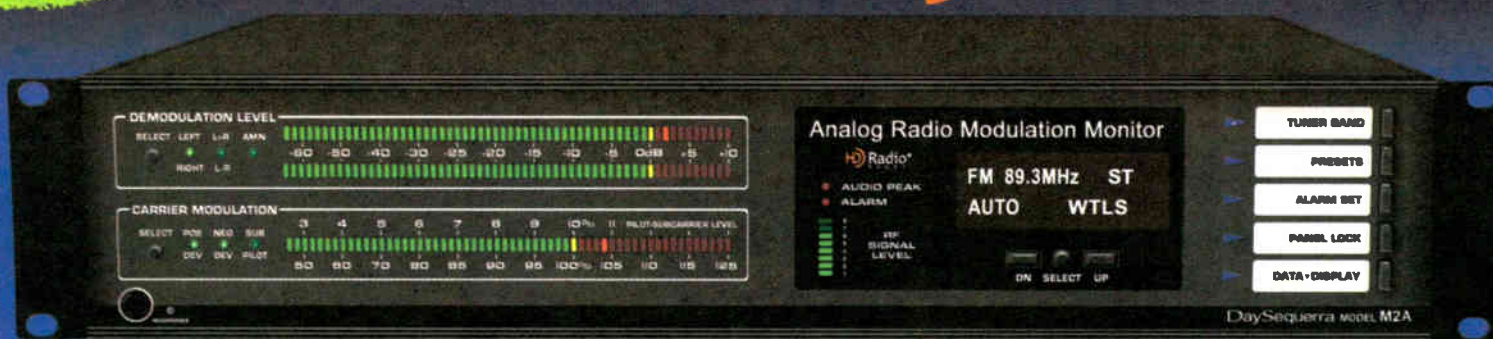 DEMODULATION LEVEL
SELECT LEFT L+R AM/N
RIGHT L-R
-60 -50 -40 -30 -25 -20 -15 -10 -5 0dB +5 +10
CARRIER MODULATION
3 4 5 6 7 8 9 10% 11 PILOT-SUBCARRIER LEVEL
SELECT POS NEG SUB
DEV DEV PILOT
50 60 70 80 85 90 95 100% 105 110 115 125
Analog Radio Modulation Monitor
HD Radio
AUDIO PEAK
ALARM
FM 89.3MHz ST
AUTO WTLS
RF
SIGNAL
LEVEL
DN SELECT UP
TUNER BAND
PRESETS
ALARM SET
PANEL LOCK
DATA·DISPLAY
DaySequerra MODEL M2A